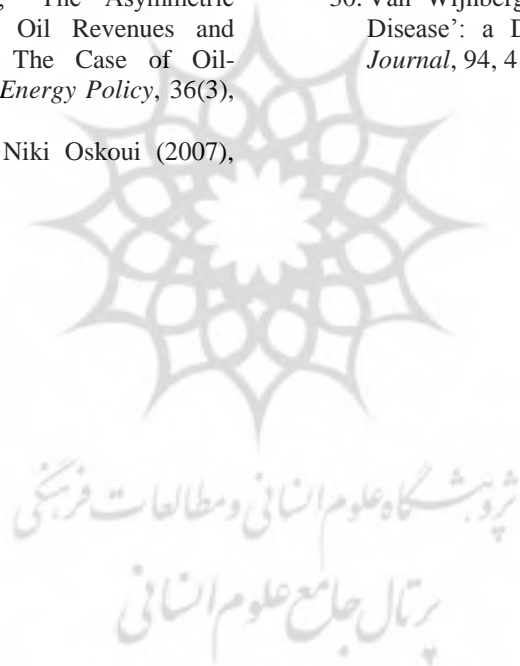 , "The Asymmetric
Oil Revenues and
The Case of Oil-
Energy Policy, 36(3),
Niki Oskoui (2007),
30. Van Wijnberg
Disease': a D
Journal, 94, 4
پژوهشگاه علوم انسانی و مطالعات فرهنگی
پرتال جامع علوم انسانی